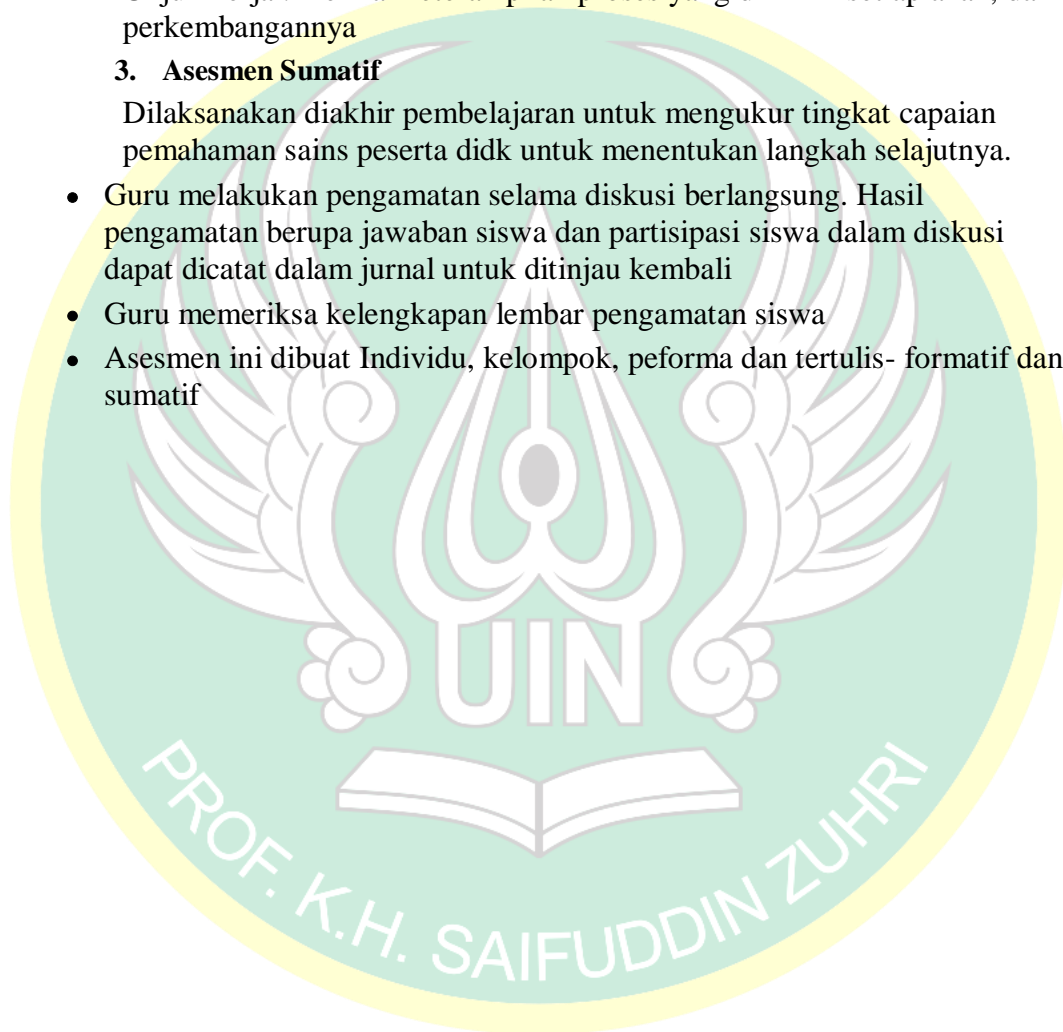 perkembangannya
3. Asesmen Sumatif
Dilaksanakan diakhir pembelajaran untuk mengukur tingkat capaian
pemahaman sains peserta didk untuk menentukan langkah selajutnya.
• Guru melakukan pengamatan selama diskusi berlangsung. Hasil
pengamatan berupa jawaban siswa dan partisipasi siswa dalam diskusi
dapat dicatat dalam jurnal untuk ditinjau kembali
• Guru memeriksa kelengkapan lembar pengamatan siswa
• Asesmen ini dibuat Individu, kelompok, peforma dan tertulis- formatif dan
sumatif
UIN
PROF. K.H. SAIFUDDIN ZUHRI